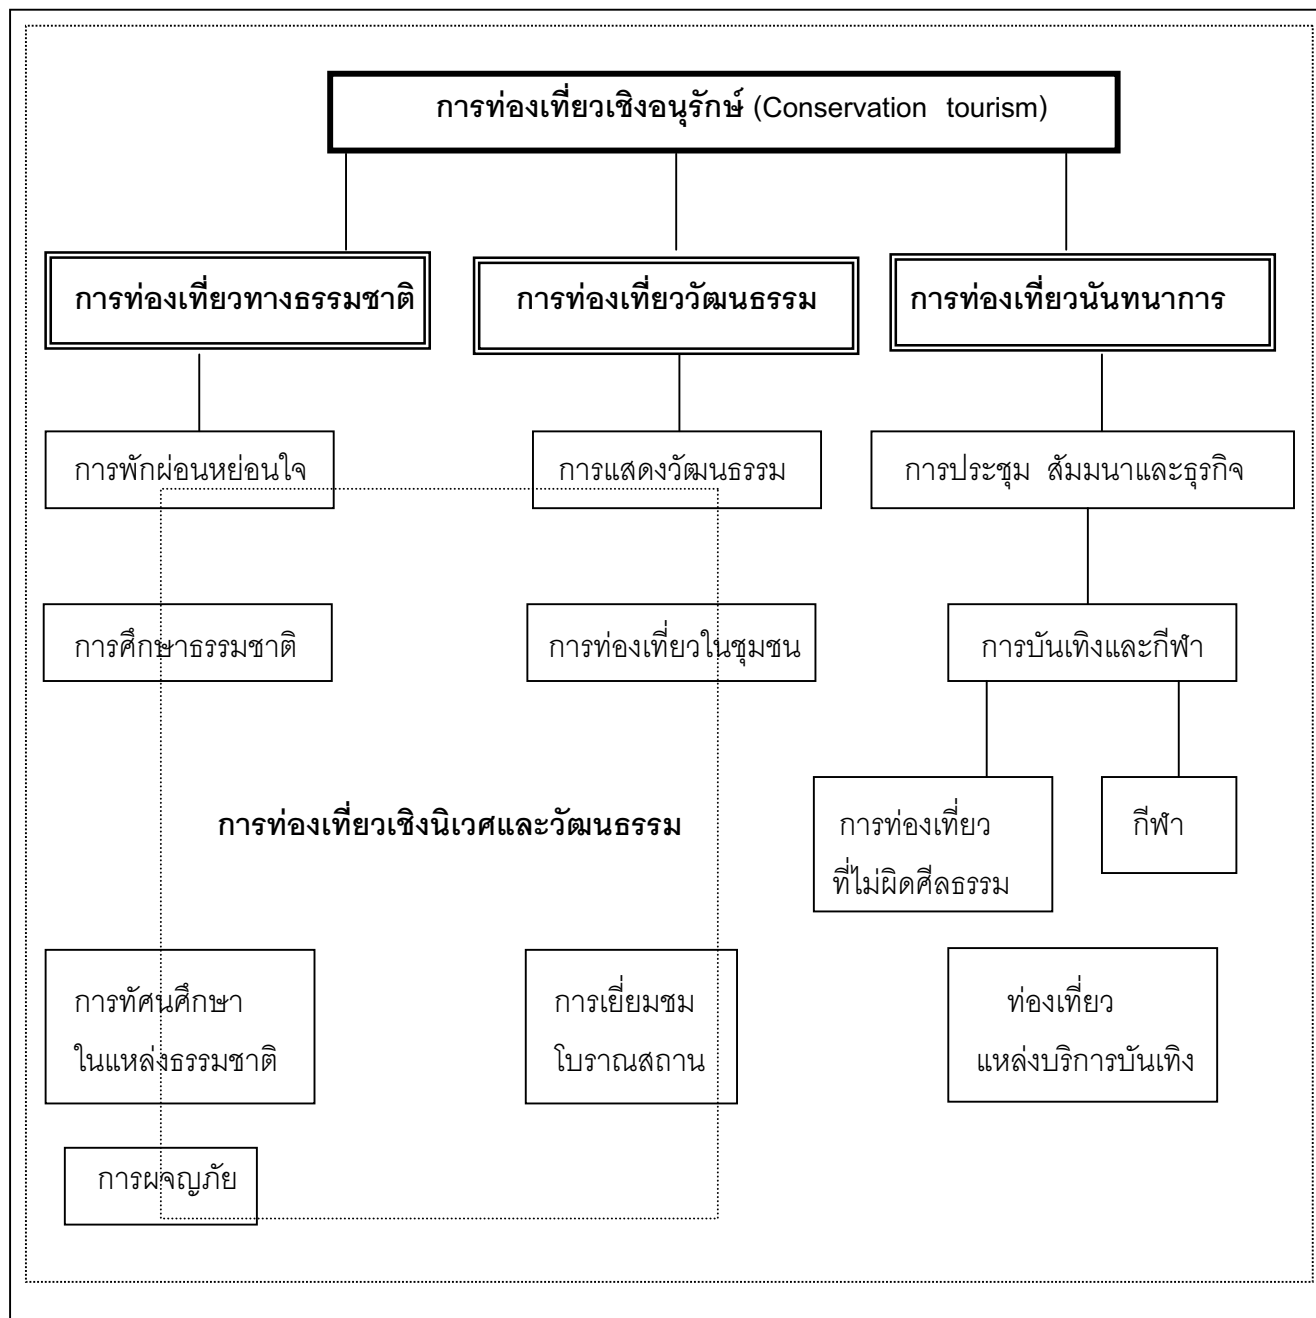 การท่องเที่ยวเชิงอนุรักษ์ (Conservation tourism)
การท่องเที่ยวทางธรรมชาติ
การท่องเที่ยววัฒนธรรม
การท่องเที่ยวนันทนาการ
การพักผ่อนหย่อนใจ
การแสดงวัฒนธรรม
การประชุม สัมมนาและธุรกิจ
การศึกษาธรรมชาติ
การท่องเที่ยวในชุมชน
การบันเทิงและกีฬา
การท่องเที่ยวเชิงนิเวศและวัฒนธรรม
การท่องเที่ยว
ที่ไม่ผิดศีลธรรม
กีฬา
การทัศนศึกษา
ในแหล่งธรรมชาติ
การเยี่ยมชม
โบราณสถาน
ท่องเที่ยว
แหล่งบริการบันเทิง
การผจญภัย